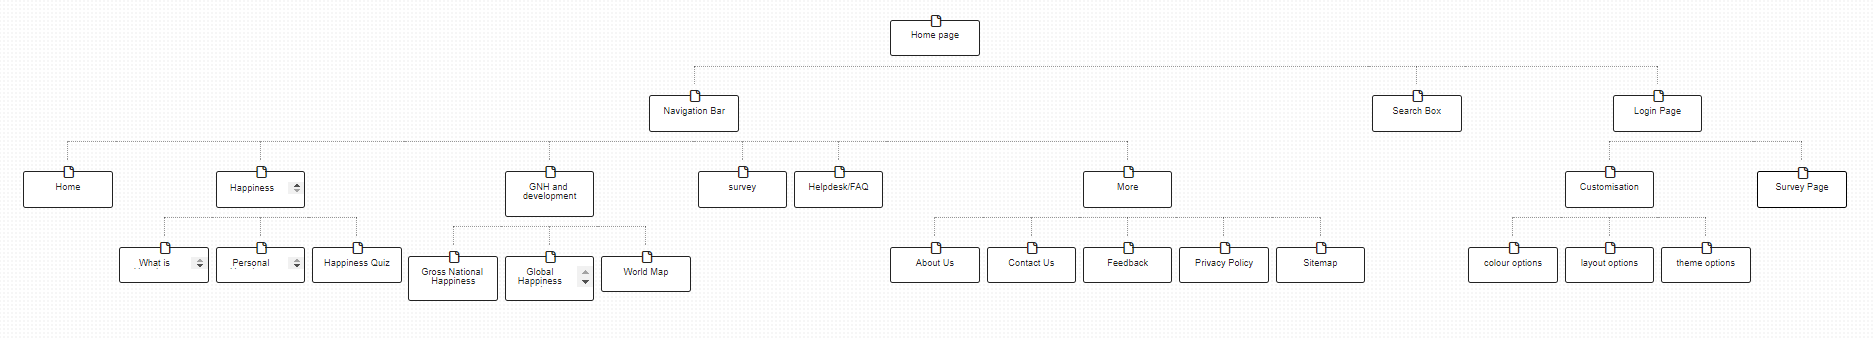 Home page
Navigation Bar
Search Box
Login Page
Home
Happiness
GNH and
development
survey
Helpdesk/FAQ
More
Customisation
Survey Page
What is
Personal
Happiness Quiz
Gross National
Happiness
Global
Happiness
World Map
About Us
Contact Us
Feedback
Privacy Policy
Sitemap
colour options
layout options
theme options